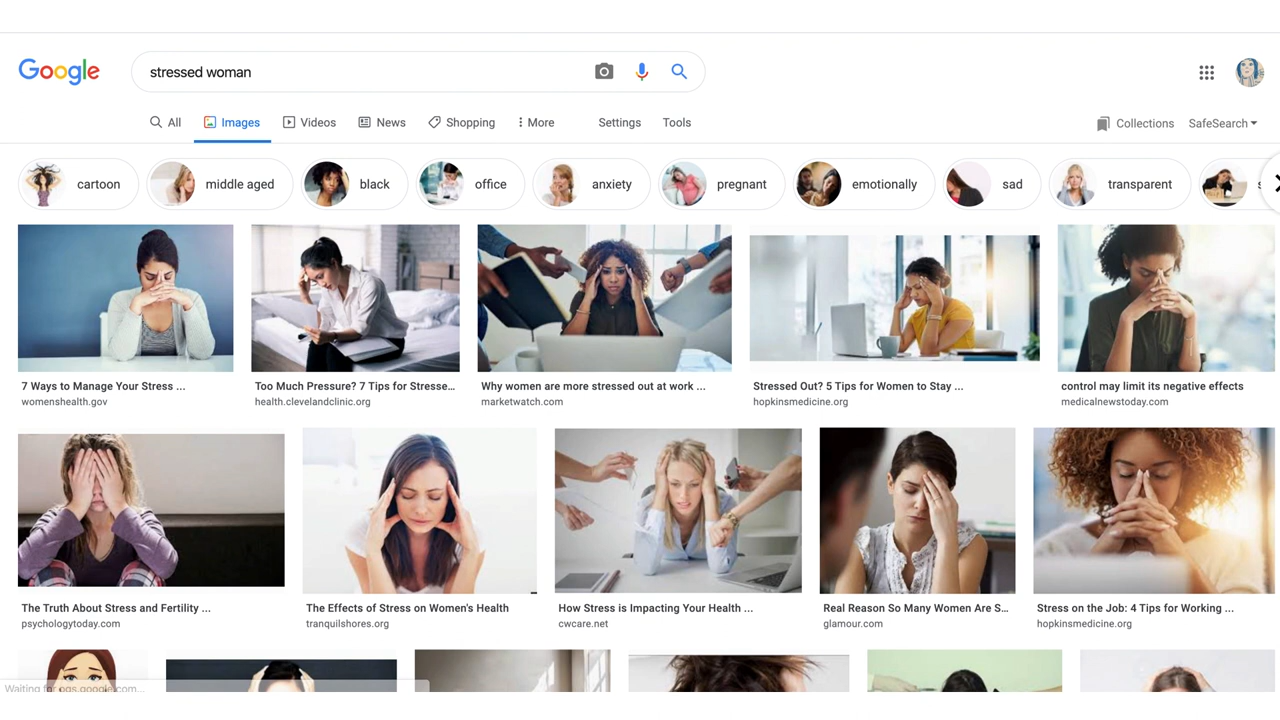 Google
stressed woman
All Images Videos News Shopping More Settings Tools Collections SafeSearch
cartoon middle aged black office anxiety pregnant emotionally sad transparent s
7 Ways to Manage Your Stress ...
womenshealth.gov
Too Much Pressure? 7 Tips for Stresse...
health.clevelandclinic.org
Why women are more stressed out at work ...
marketwatch.com
Stressed Out? 5 Tips for Women to Stay ...
hopkinsmedicine.org
control may limit its negative effects
medicalnewstoday.com
The Truth About Stress and Fertility ...
psychologytoday.com
The Effects of Stress on Women's Health
tranquilshores.org
How Stress is Impacting Your Health ...
cwcare.net
Real Reason So Many Women Are S...
glamour.com
Stress on the Job: 4 Tips for Working ...
hopkinsmedicine.org
Waiting for ogs.google.com...